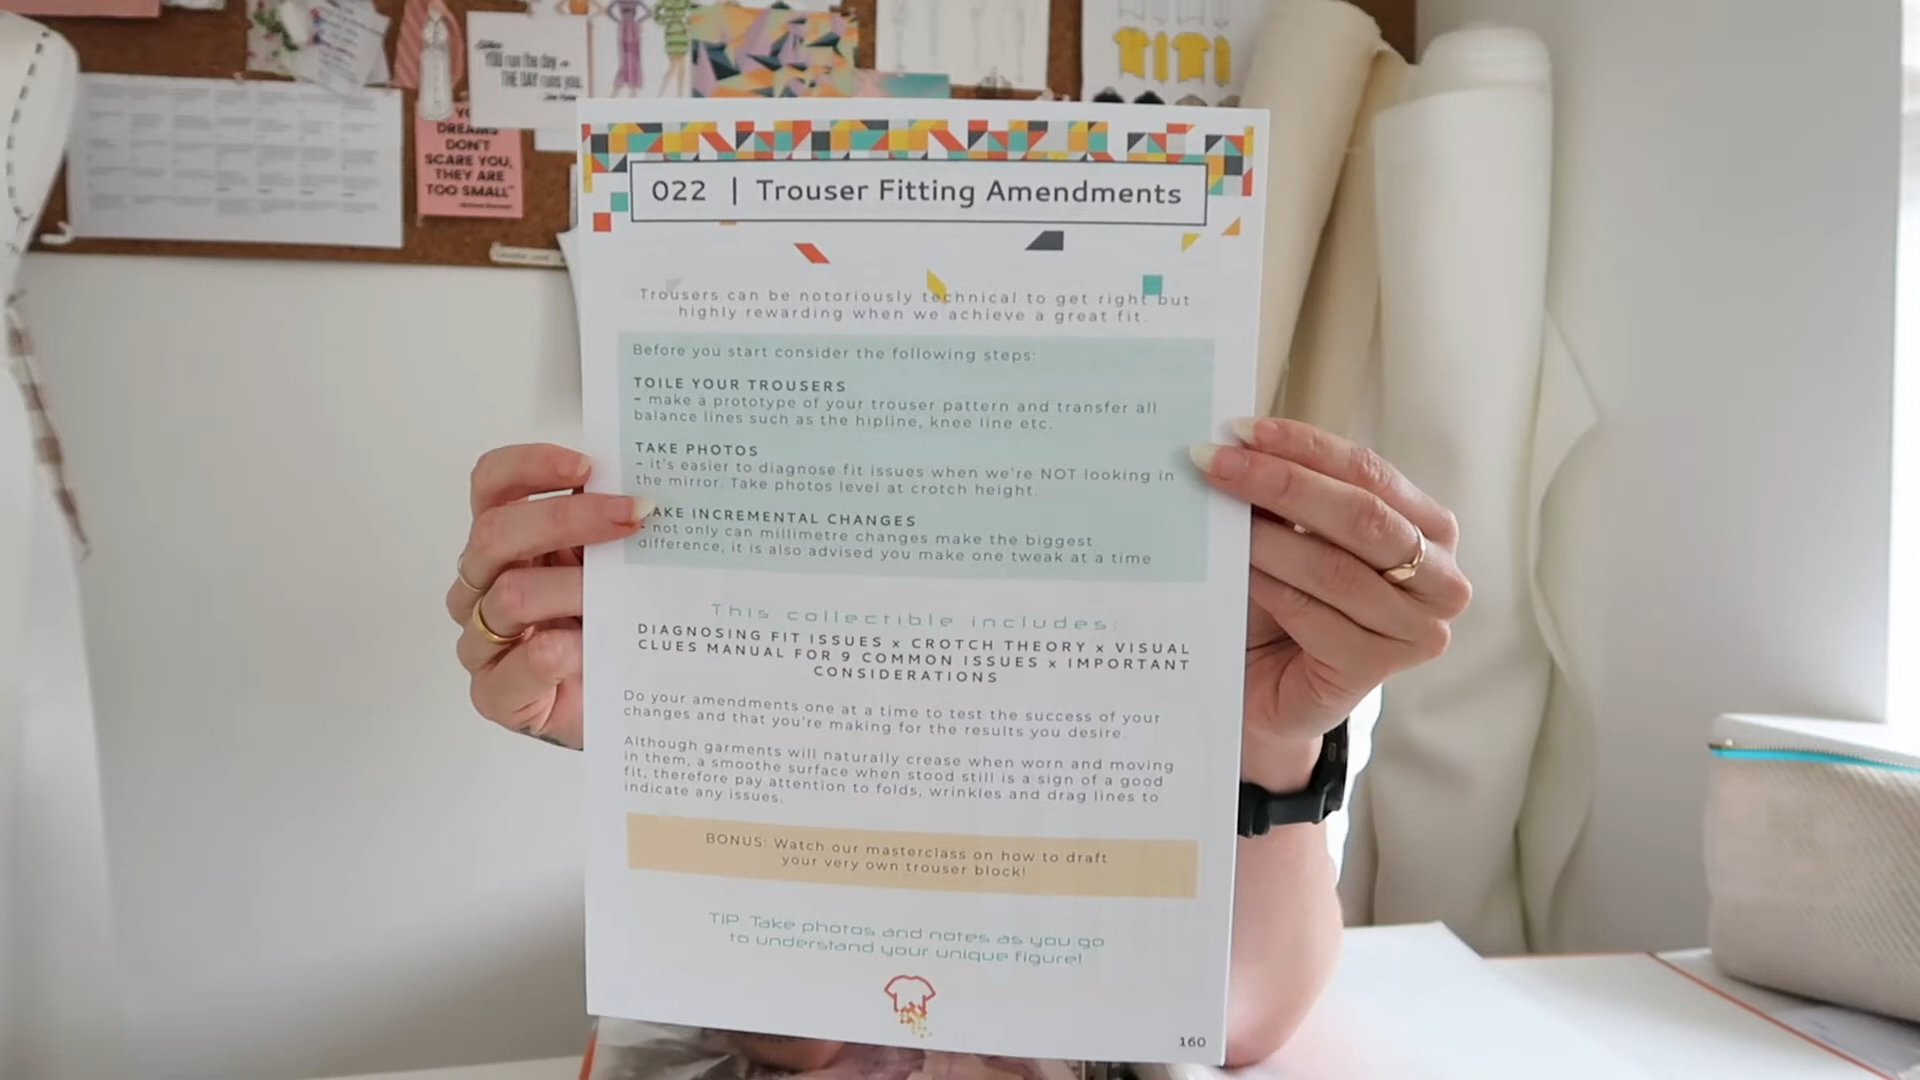 YOU run the day or
THE DAY runs you.
DREAMS
DON'T
SCARE YOU,
THEY ARE
TOO SMALL"
022 | Trouser Fitting Amendments
Trousers can be notoriously technical to get right but
highly rewarding when we achieve a great fit.
Before you start consider the following steps:
TOILE YOUR TROUSERS
- make a prototype of your trouser pattern and transfer all
balance lines such as the hipline, knee line etc.
TAKE PHOTOS
- it's easier to diagnose fit issues when we're NOT looking in
the mirror. Take photos level at crotch height.
AKE INCREMENTAL CHANGES
- not only can millimetre changes make the biggest
difference, it is also advised you make one tweak at a time
This collectible includes:
DIAGNOSING FIT ISSUES x CROTCH THEORY x VISUAL
CLUES MANUAL FOR 9 COMMON ISSUES x IMPORTANT
CONSIDERATIONS
Do your amendments one at a time to test the success of your
changes and that you're making for the results you desire.
Although garments will naturally crease when worn and moving
in them, a smoothe surface when stood still is a sign of a good
fit, therefore pay attention to folds, wrinkles and drag lines to
indicate any issues.
BONUS: Watch our masterclass on how to draft
your very own trouser block!
TIP: Take photos and notes as you go
to understand your unique figure!
160